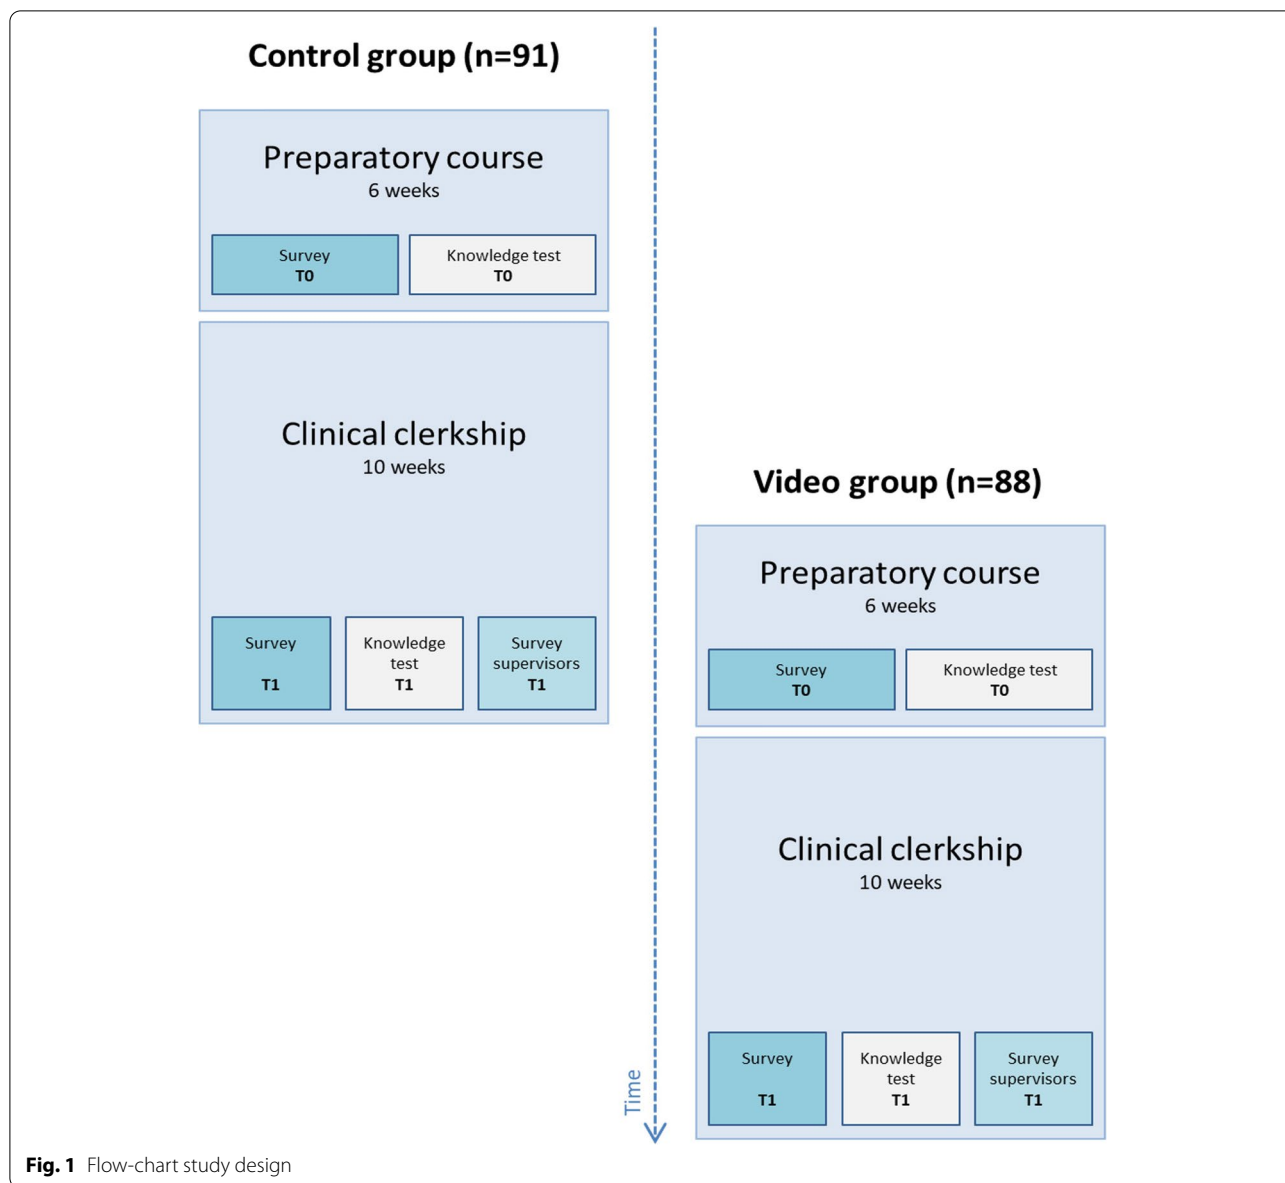 Control group (n=91)
Preparatory course
6 weeks
Survey
T0
Knowledge test
T0
Clinical clerkship
10 weeks
Survey
T1
Knowledge
test
T1
Survey
supervisors
T1
Video group (n=88)
Preparatory course
6 weeks
Survey
T0
Knowledge test
T0
Clinical clerkship
10 weeks
Survey
T1
Knowledge
test
T1
Survey
supervisors
T1
Time
Fig. 1 Flow-chart study design